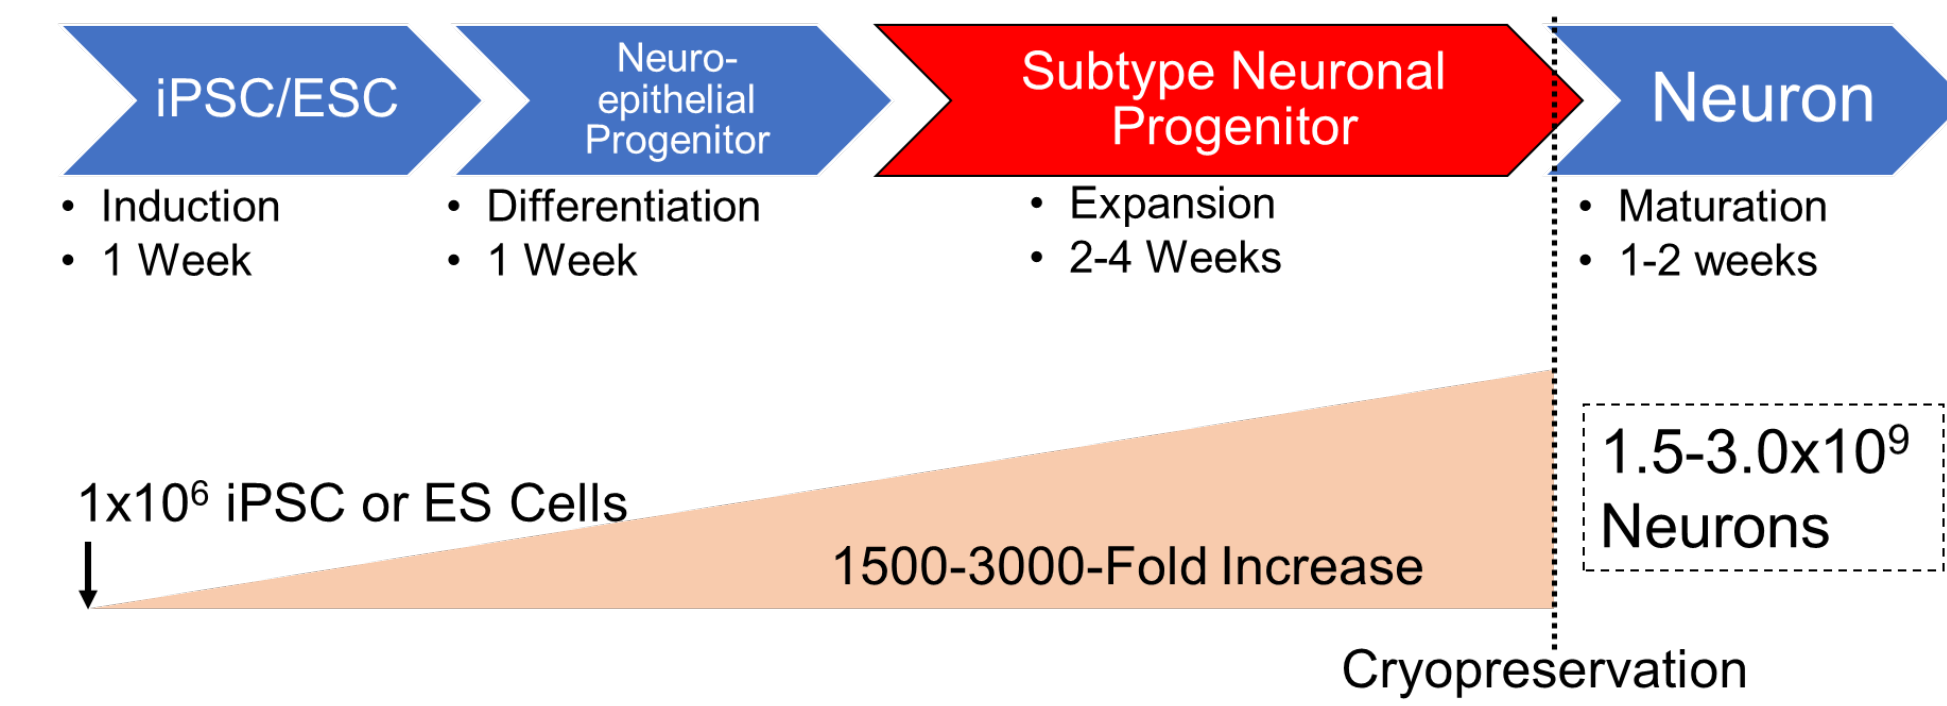 iPSC/ESC
Neuro-
epithelial
Progenitor
Subtype Neuronal
Progenitor
Neuron
• Induction
• 1 Week
• Differentiation
• 1 Week
• Expansion
• 2-4 Weeks
• Maturation
• 1-2 weeks
1x10⁶ iPSC or ES Cells
1500-3000-Fold Increase
1.5-3.0x10⁹
Neurons
Cryopreservation